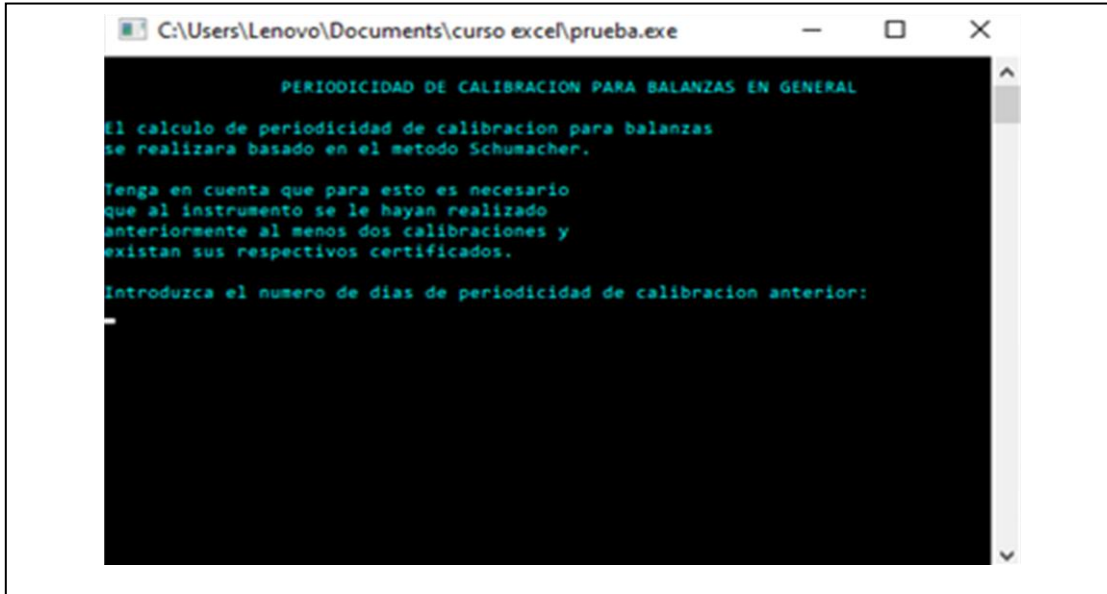 C:\Users\Lenovo\Documents\curso excel\prueba.exe
PERIODICIDAD DE CALIBRACION PARA BALANZAS EN GENERAL
El calculo de periodicidad de calibracion para balanzas
se realizara basado en el metodo Schumacher.
Tenga en cuenta que para esto es necesario
que al instrumento se le hayan realizado
anteriormente al menos dos calibraciones y
existan sus respectivos certificados.
Introduzca el numero de dias de periodicidad de calibracion anterior: